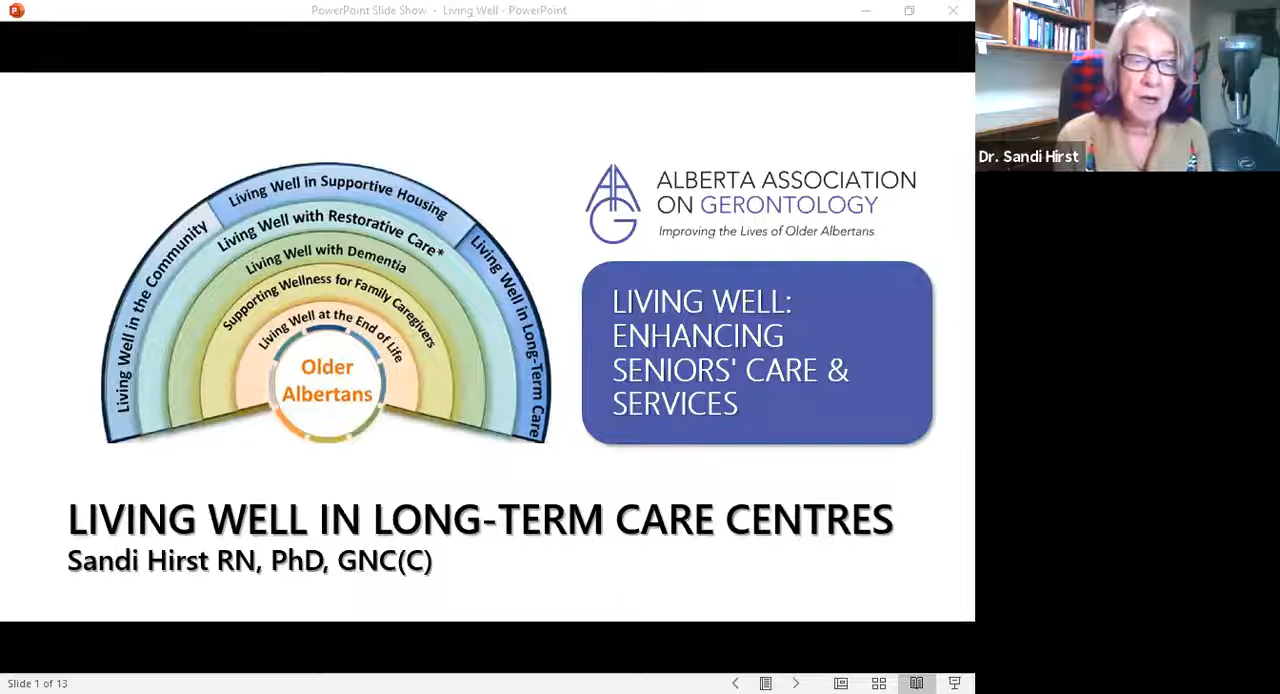 PowerPoint Slide Show - Living Well - PowerPoint
Dr. Sandi Hirst
Living Well in the Community
Living Well in Supportive Housing
Living Well in Long-Term Care
Living Well with Restorative Care*
Living Well with Dementia
Supporting Wellness for Family Caregivers
Living Well at the End of Life
Older
Albertans
AAG
ALBERTA ASSOCIATION
ON GERONTOLOGY
Improving the Lives of Older Albertans
LIVING WELL:
ENHANCING
SENIORS' CARE &
SERVICES
LIVING WELL IN LONG-TERM CARE CENTRES
Sandi Hirst RN, PhD, GNC(C)
Slide 1 of 13